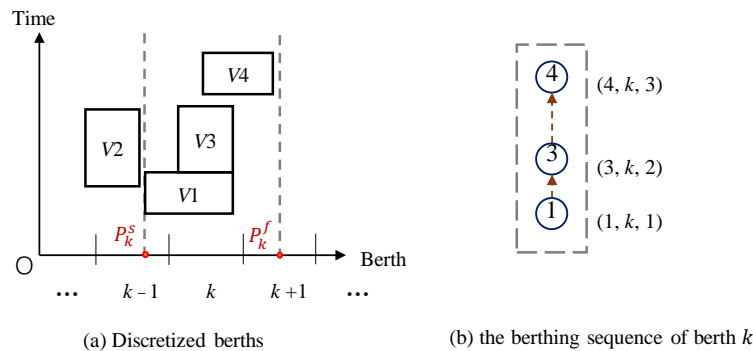 Time
V4
V2
V3
V1
P_k^s
P_k^f
O
Berth
... k – 1 k k +1 ...
(a) Discretized berths
4
(4, k, 3)
3
(3, k, 2)
1
(1, k, 1)
(b) the berthing sequence of berth k